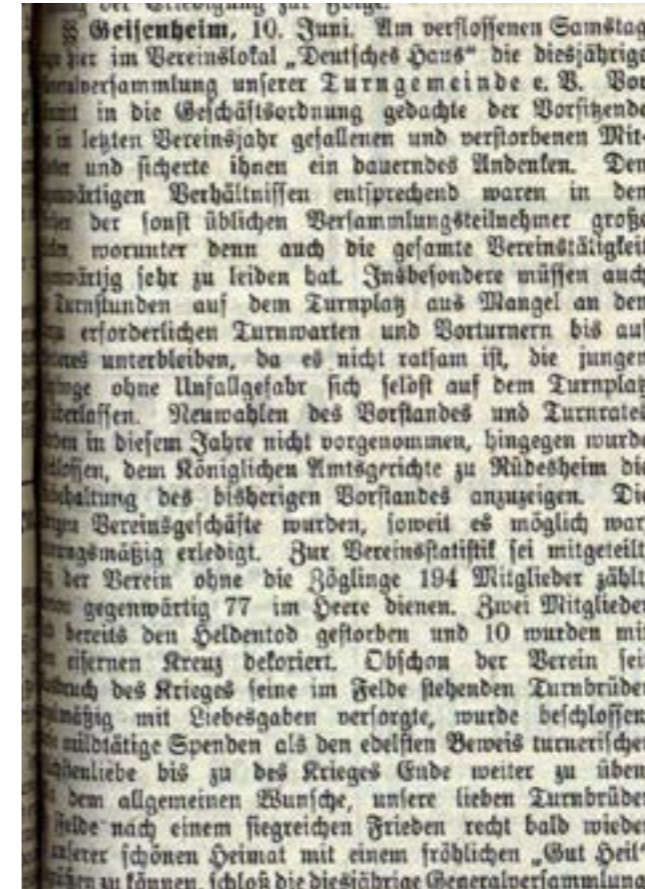 der Erledigung zur Folge.
§ Geisenheim, 10. Juni. Am verflossenen Samstag
hier im Vereinslokal „Deutsches Haus“ die diesjährige
unserer Turngemeinde e. V. Vor
in die Geschäftsordnung gedachte der Vorsitzende
in letzten Vereinsjahr gefallenen und verstorbenen Mit-
und sicherte ihnen ein dauerndes Andenken. Den
Verhältnissen entsprechend waren in den
der sonst üblichen Versammlungsteilnehmer große
worunter denn auch die gesamte Vereinstätigkeit
sehr zu leiden hat. Insbesondere müssen auch
Turnstunden auf dem Turnplatz aus Mangel an den
erforderlichen Turnwarten und Vorturnern bis auf
unterbleiben, da es nicht ratsam ist, die jungen
ohne Unfallgefahr sich selbst auf dem Turnplatz
Neuwahlen des Vorstandes und Turnrates
in diesem Jahre nicht vorgenommen, hingegen wurde
dem Königlichen Amtsgerichte zu Rüdesheim die
des bisherigen Vorstandes anzuzeigen. Die
Vereinsgeschäfte wurden, soweit es möglich war,
erledigt. Zur Vereinsstatistik sei mitgeteilt,
der Verein ohne die Zöglinge 194 Mitglieder zählt,
gegenwärtig 77 im Heere dienen. Zwei Mitglieder
bereits den Heldentod gestorben und 10 wurden mit
eisernen Kreuz dekoriert. Obschon der Verein seit
des Krieges seine im Felde stehenden Turnbrüder
mit Liebesgaben versorgte, wurde beschlossen,
mildtätige Spenden als den edelsten Beweis turnerischer
bis zu des Krieges Ende weiter zu üben.
dem allgemeinen Wunsche, unsere lieben Turnbrüder
Felde nach einem siegreichen Frieden recht bald wieder
unserer schönen Heimat mit einem fröhlichen „Gut Heil“
zu können, schloß die diesjährige Generalversammlung.